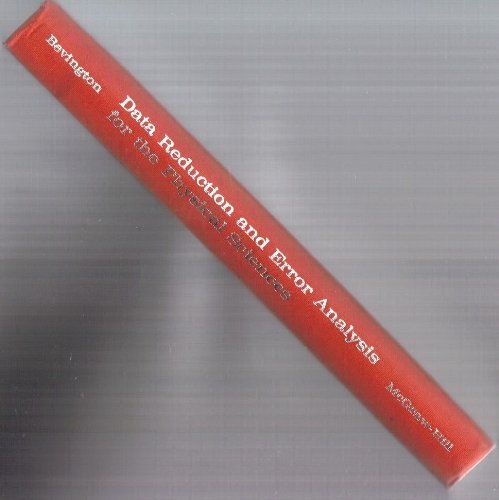 Bevington
Data Reduction and Error Analysis
for the Physical Sciences
McGraw-Hill